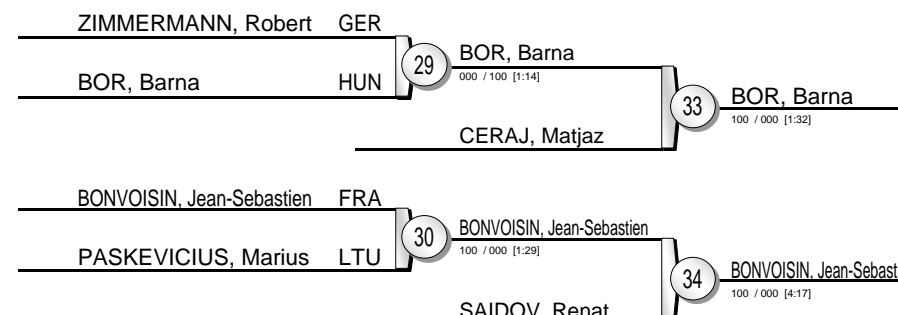 ZIMMERMANN, Robert GER
29
BOR, Barna
000 / 100 [1:14]
BOR, Barna HUN
33
BOR, Barna
100 / 000 [1:32]
CERAJ, Matjaz
BONVOISIN, Jean-Sebastien FRA
30
BONVOISIN, Jean-Sebastien
100 / 000 [1:29]
PASKEVICIUS, Marius LTU
34
BONVOISIN, Jean-Sebast
100 / 000 [4:17]
SAIDOV, Renat